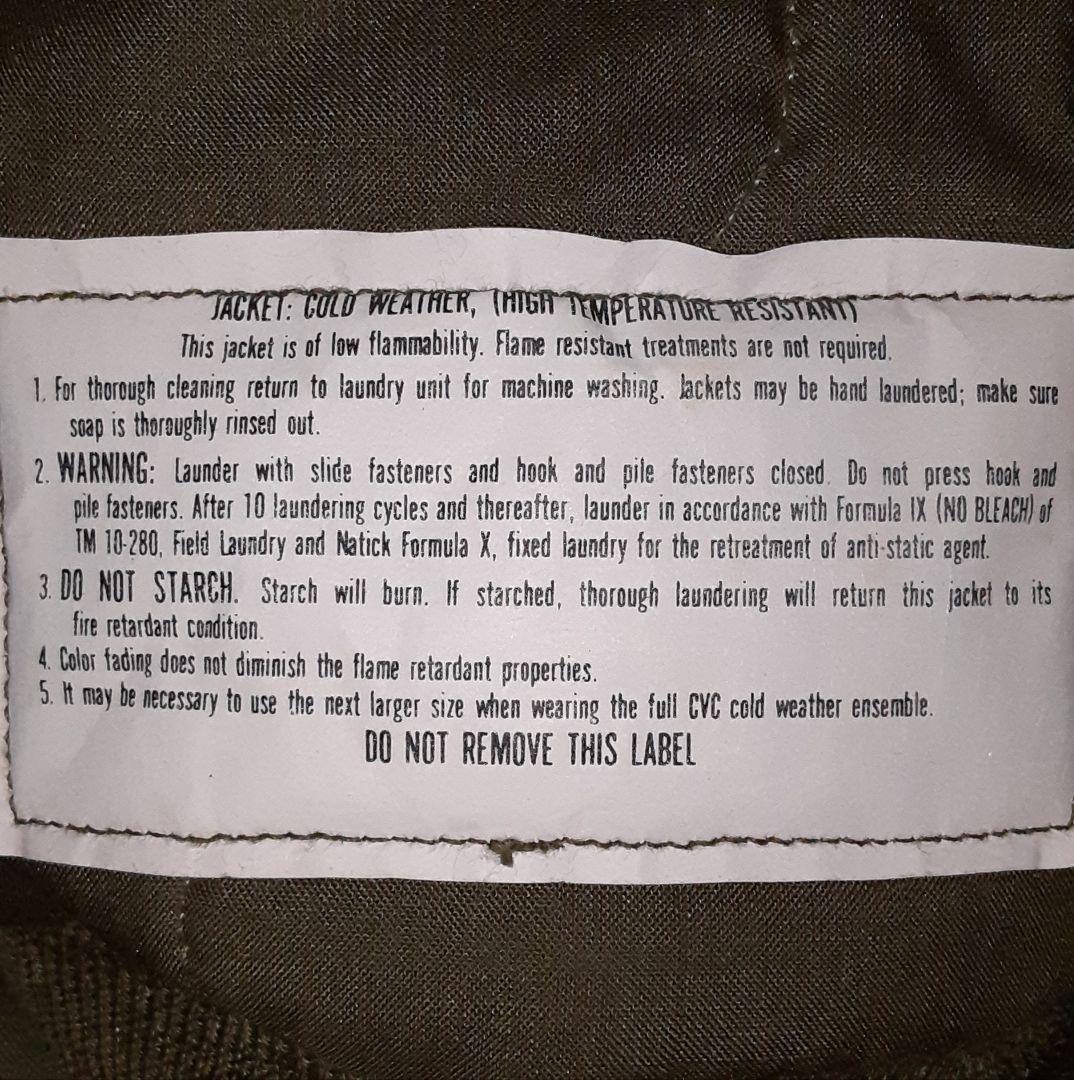 JACKET: COLD WEATHER, (HIGH TEMPERATURE RESISTANT)
This jacket is of low flammability. Flame resistant treatments are not required.
1. For thorough cleaning return to laundry unit for machine washing. Jackets may be hand laundered; make sure
soap is thoroughly rinsed out.
2. WARNING: Launder with slide fasteners and hook and pile fasteners closed. Do not press hook and
pile fasteners. After 10 laundering cycles and thereafter, launder in accordance with Formula IX (NO BLEACH) of
TM 10-280, Field Laundry and Natick Formula X, fixed laundry for the retreatment of anti-static agent.
3. DO NOT STARCH. Starch will burn. If starched, thorough laundering will return this jacket to its
fire retardant condition.
4. Color fading does not diminish the flame retardant properties.
5. It may be necessary to use the next larger size when wearing the full CVC cold weather ensemble.
DO NOT REMOVE THIS LABEL